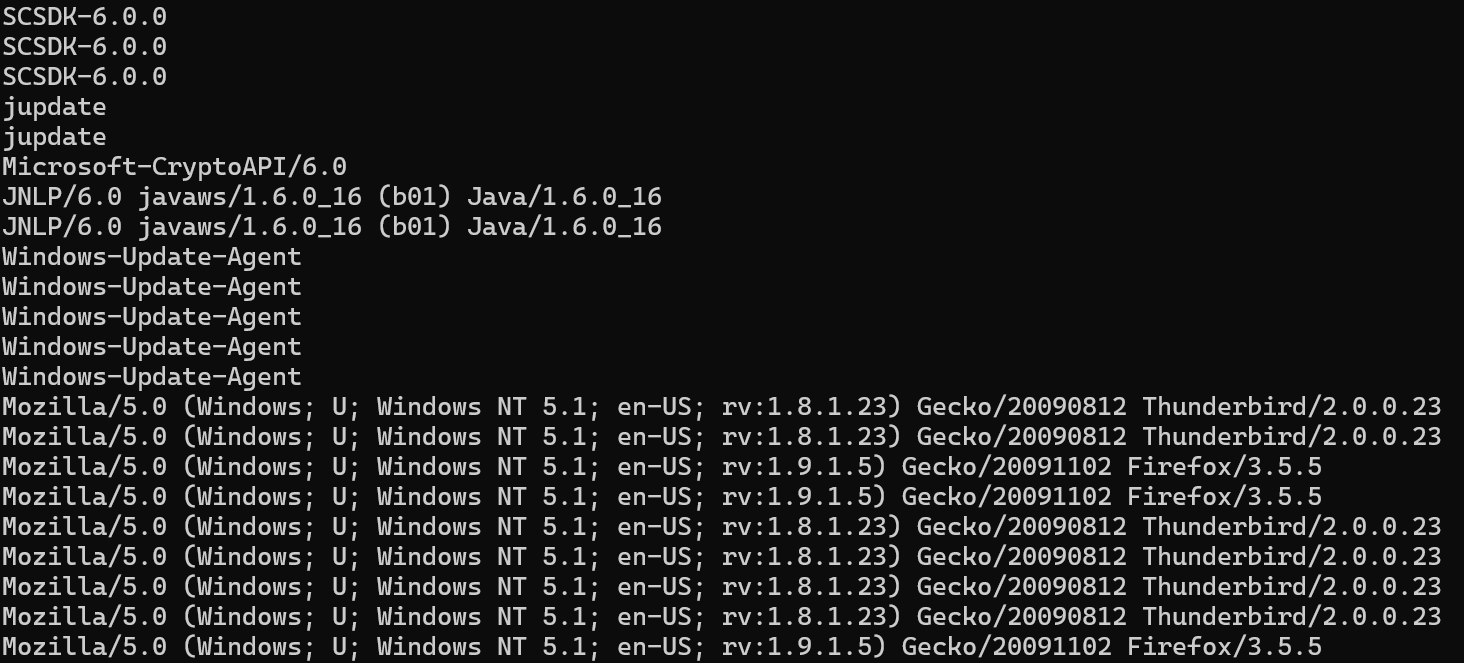 SCSDK-6.0.0
SCSDK-6.0.0
SCSDK-6.0.0
jupdate
jupdate
Microsoft-CryptoAPI/6.0
JNLP/6.0 javaws/1.6.0_16 (b01) Java/1.6.0_16
JNLP/6.0 javaws/1.6.0_16 (b01) Java/1.6.0_16
Windows-Update-Agent
Windows-Update-Agent
Windows-Update-Agent
Windows-Update-Agent
Windows-Update-Agent
Mozilla/5.0 (Windows; U; Windows NT 5.1; en-US; rv:1.8.1.23) Gecko/20090812 Thunderbird/2.0.0.23
Mozilla/5.0 (Windows; U; Windows NT 5.1; en-US; rv:1.8.1.23) Gecko/20090812 Thunderbird/2.0.0.23
Mozilla/5.0 (Windows; U; Windows NT 5.1; en-US; rv:1.9.1.5) Gecko/20091102 Firefox/3.5.5
Mozilla/5.0 (Windows; U; Windows NT 5.1; en-US; rv:1.9.1.5) Gecko/20091102 Firefox/3.5.5
Mozilla/5.0 (Windows; U; Windows NT 5.1; en-US; rv:1.8.1.23) Gecko/20090812 Thunderbird/2.0.0.23
Mozilla/5.0 (Windows; U; Windows NT 5.1; en-US; rv:1.8.1.23) Gecko/20090812 Thunderbird/2.0.0.23
Mozilla/5.0 (Windows; U; Windows NT 5.1; en-US; rv:1.8.1.23) Gecko/20090812 Thunderbird/2.0.0.23
Mozilla/5.0 (Windows; U; Windows NT 5.1; en-US; rv:1.8.1.23) Gecko/20090812 Thunderbird/2.0.0.23
Mozilla/5.0 (Windows; U; Windows NT 5.1; en-US; rv:1.9.1.5) Gecko/20091102 Firefox/3.5.5